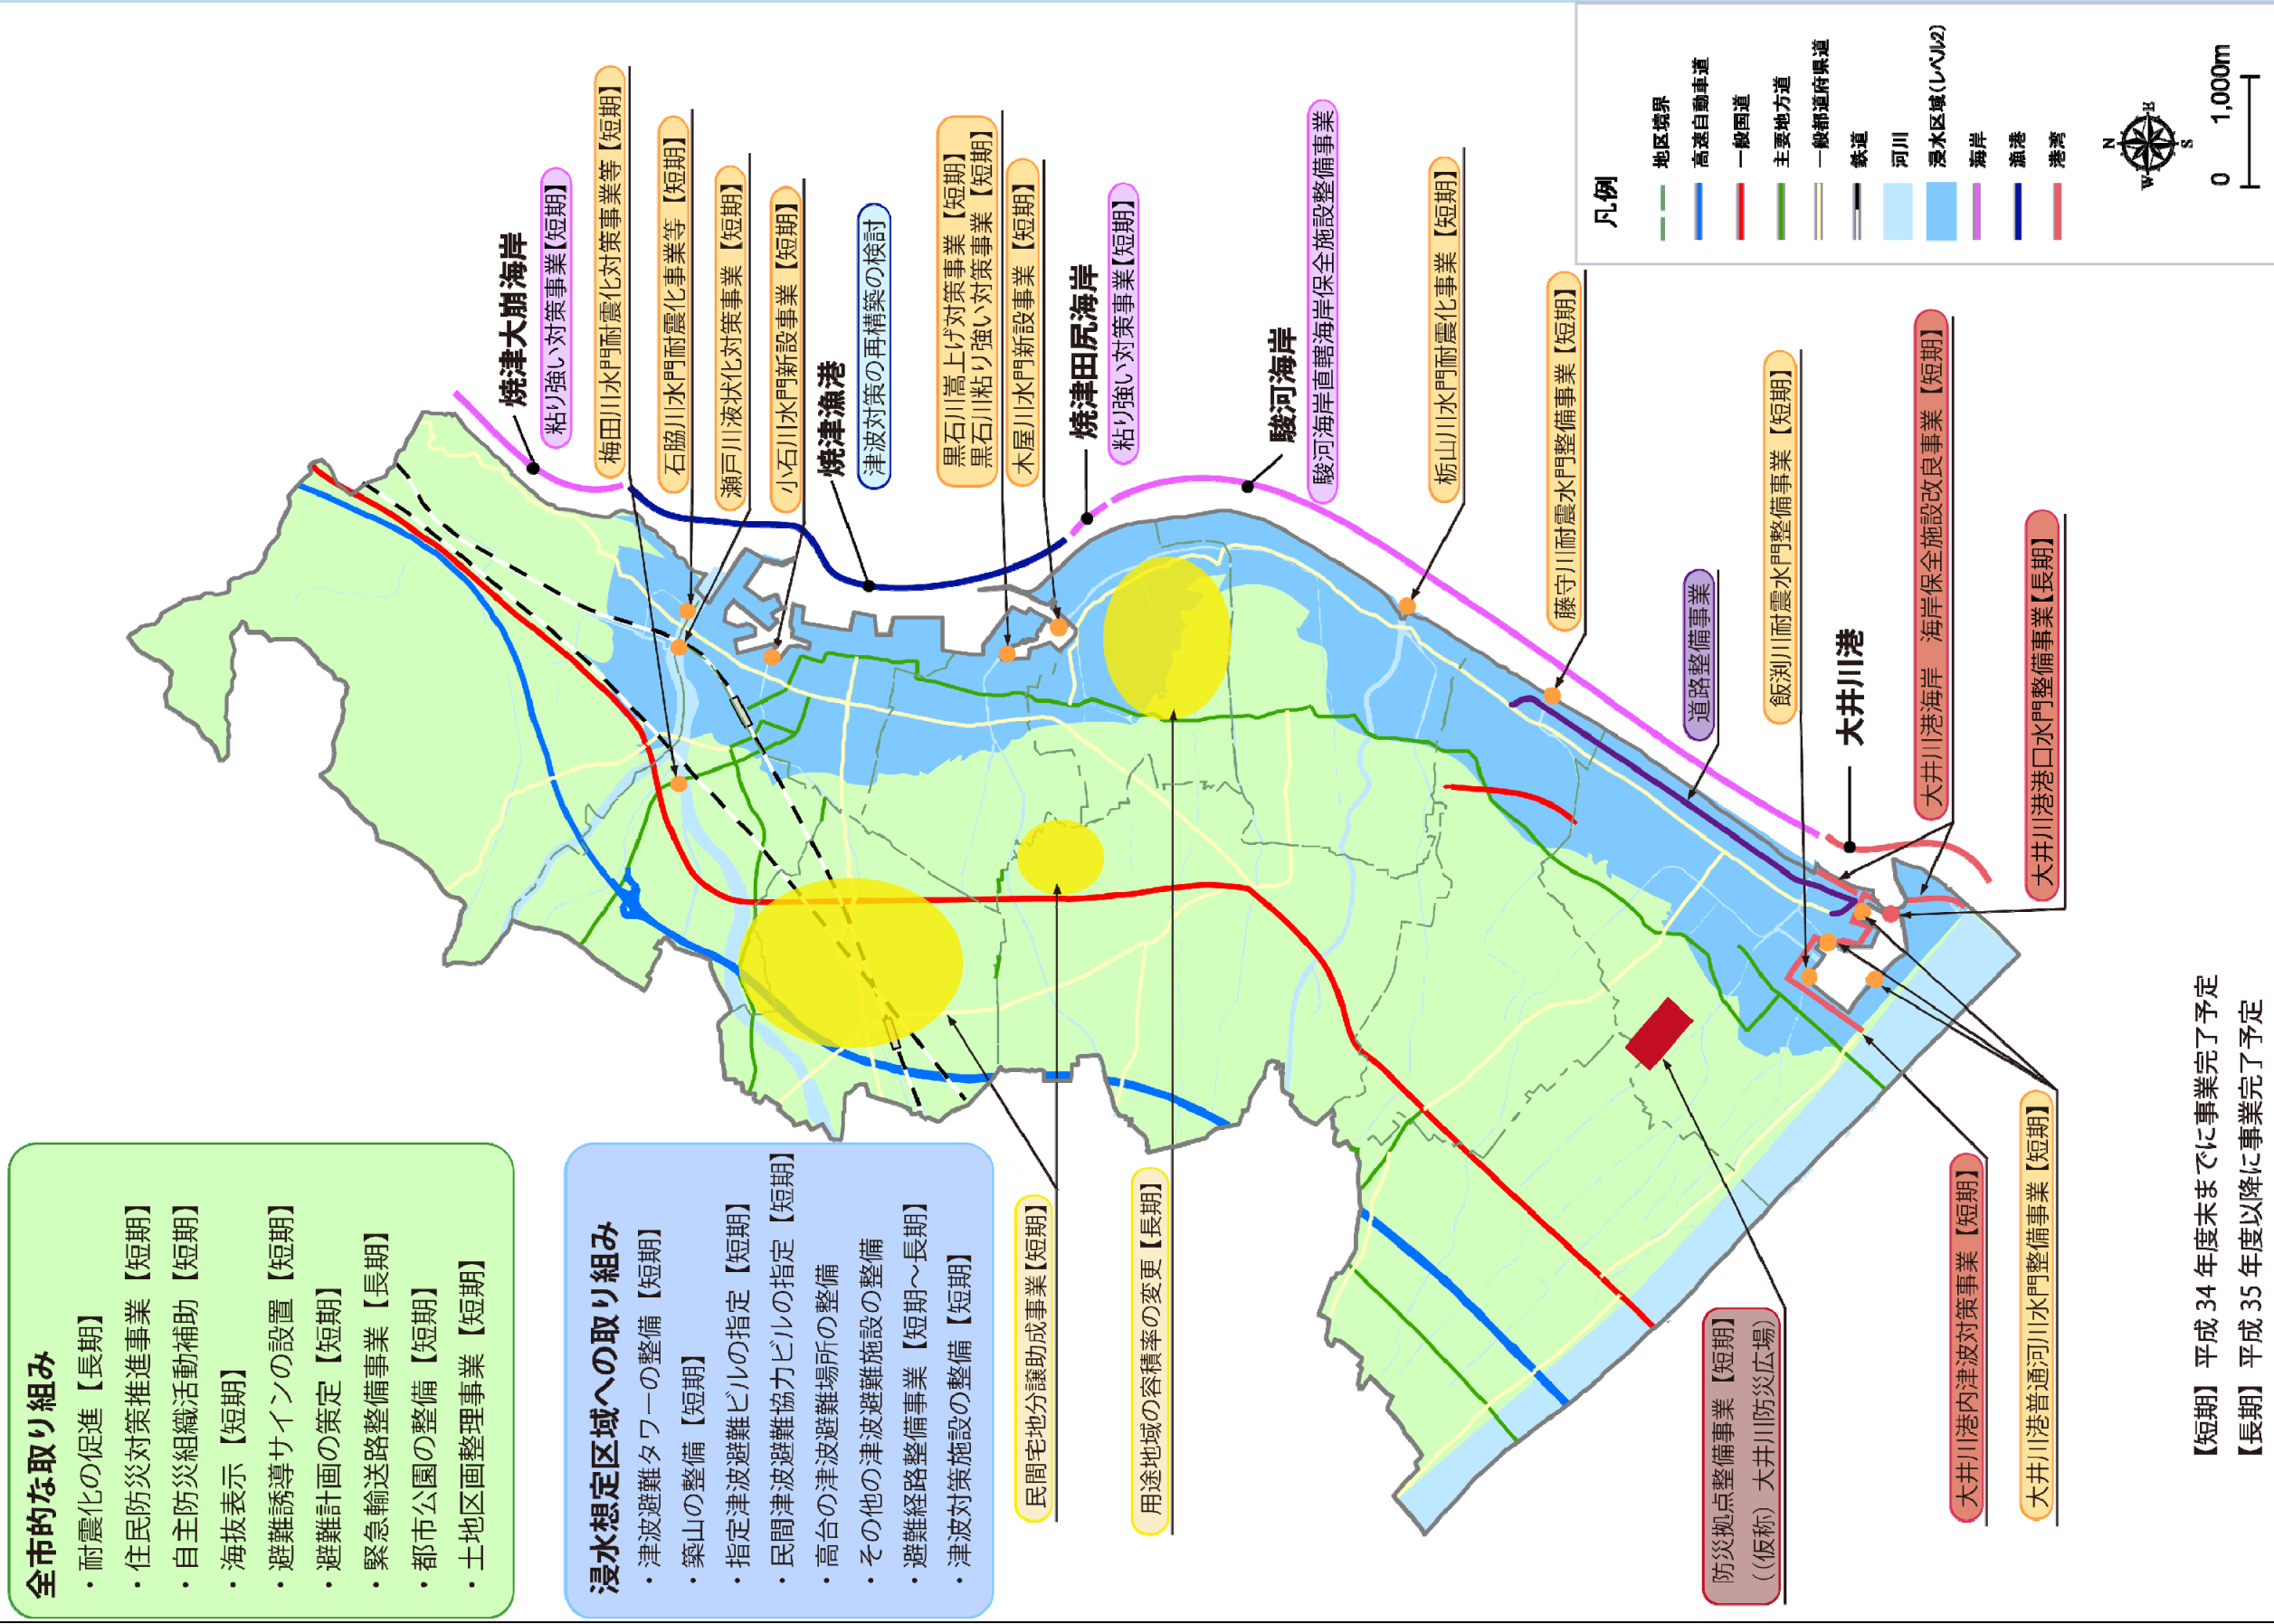 全市的な取り組み
・耐震化の促進【長期】
・住民防災対策推進事業【短期】
・自主防災組織活動補助【短期】
・海抜表示【短期】
・避難誘導サインの設置【短期】
・避難計画の策定【短期】
・緊急輸送路整備事業【長期】
・都市公園の整備【短期】
・土地区画整理事業【短期】
浸水想定区域への取り組み
・津波避難タワーの整備【短期】
・築山の整備【短期】
・指定津波避難ビルの指定【短期】
・民間津波避難協力ビルの指定【短期】
・高台の津波避難場所の整備
・その他の津波避難施設の整備
・避難経路整備事業【短期～長期】
・津波対策施設の整備【短期】
民間宅地分譲助成事業【短期】
用途地域の容積率の変更【長期】
防災拠点整備事業【短期】
（（仮称）大井川防災広場）
大井川港内津波対策事業【短期】
大井川港普通河川水門整備事業【短期】
【短期】 平成 34 年度末までに事業完了予定
【長期】 平成 35 年度以降に事業完了予定
焼津大崩海岸
粘り強い対策事業【短期】
梅田川水門耐震化対策事業等【短期】
石脇川水門耐震化事業等【短期】
瀬戸川液状化対策事業【短期】
小石川水門新設事業【短期】
焼津漁港
津波対策の再構築の検討
黒石川嵩上げ対策事業【短期】
黒石川粘り強い対策事業【短期】
木屋川水門新設事業【短期】
焼津田尻海岸
粘り強い対策事業【短期】
駿河海岸
駿河海岸直轄海岸保全施設整備事業
栃山川水門耐震化事業【短期】
藤守川耐震水門整備事業【短期】
道路整備事業
飯渕川耐震水門整備事業【短期】
大井川港
大井川港海岸 海岸保全施設改良事業【短期】
大井川港港口水門整備事業【長期】
凡例
地区境界
高速自動車道
一般国道
主要地方道
一般都道府県道
鉄道
河川
浸水区域（レベル2）
海岸
漁港
港湾
N
W
E
S
0 1,000m